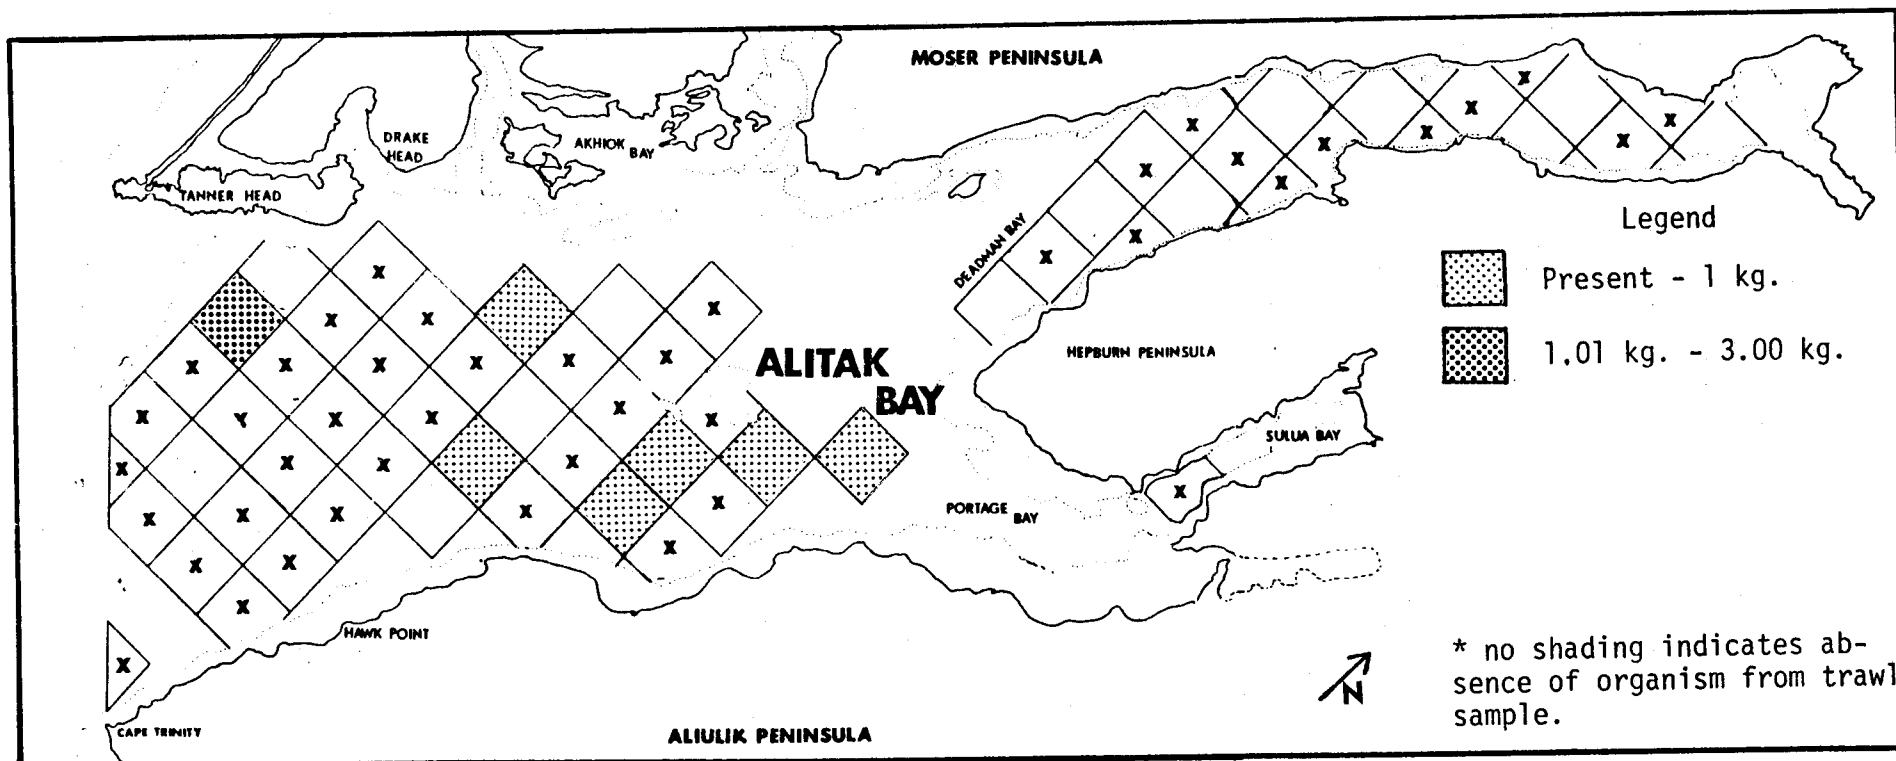 MOSER PENINSULA
DRAKE
HEAD
AKHIOK BAY
TANNER HEAD
DEADMAN BAY
Legend
Present - 1 kg.
1.01 kg. - 3.00 kg.
ALITAK
BAY
HEPBURN PENINSULA
SULUA BAY
PORTAGE BAY
HAWK POINT
N
* no shading indicates ab-
sence of organism from trawl
sample.
CAPE TRINITY
ALIULIK PENINSULA